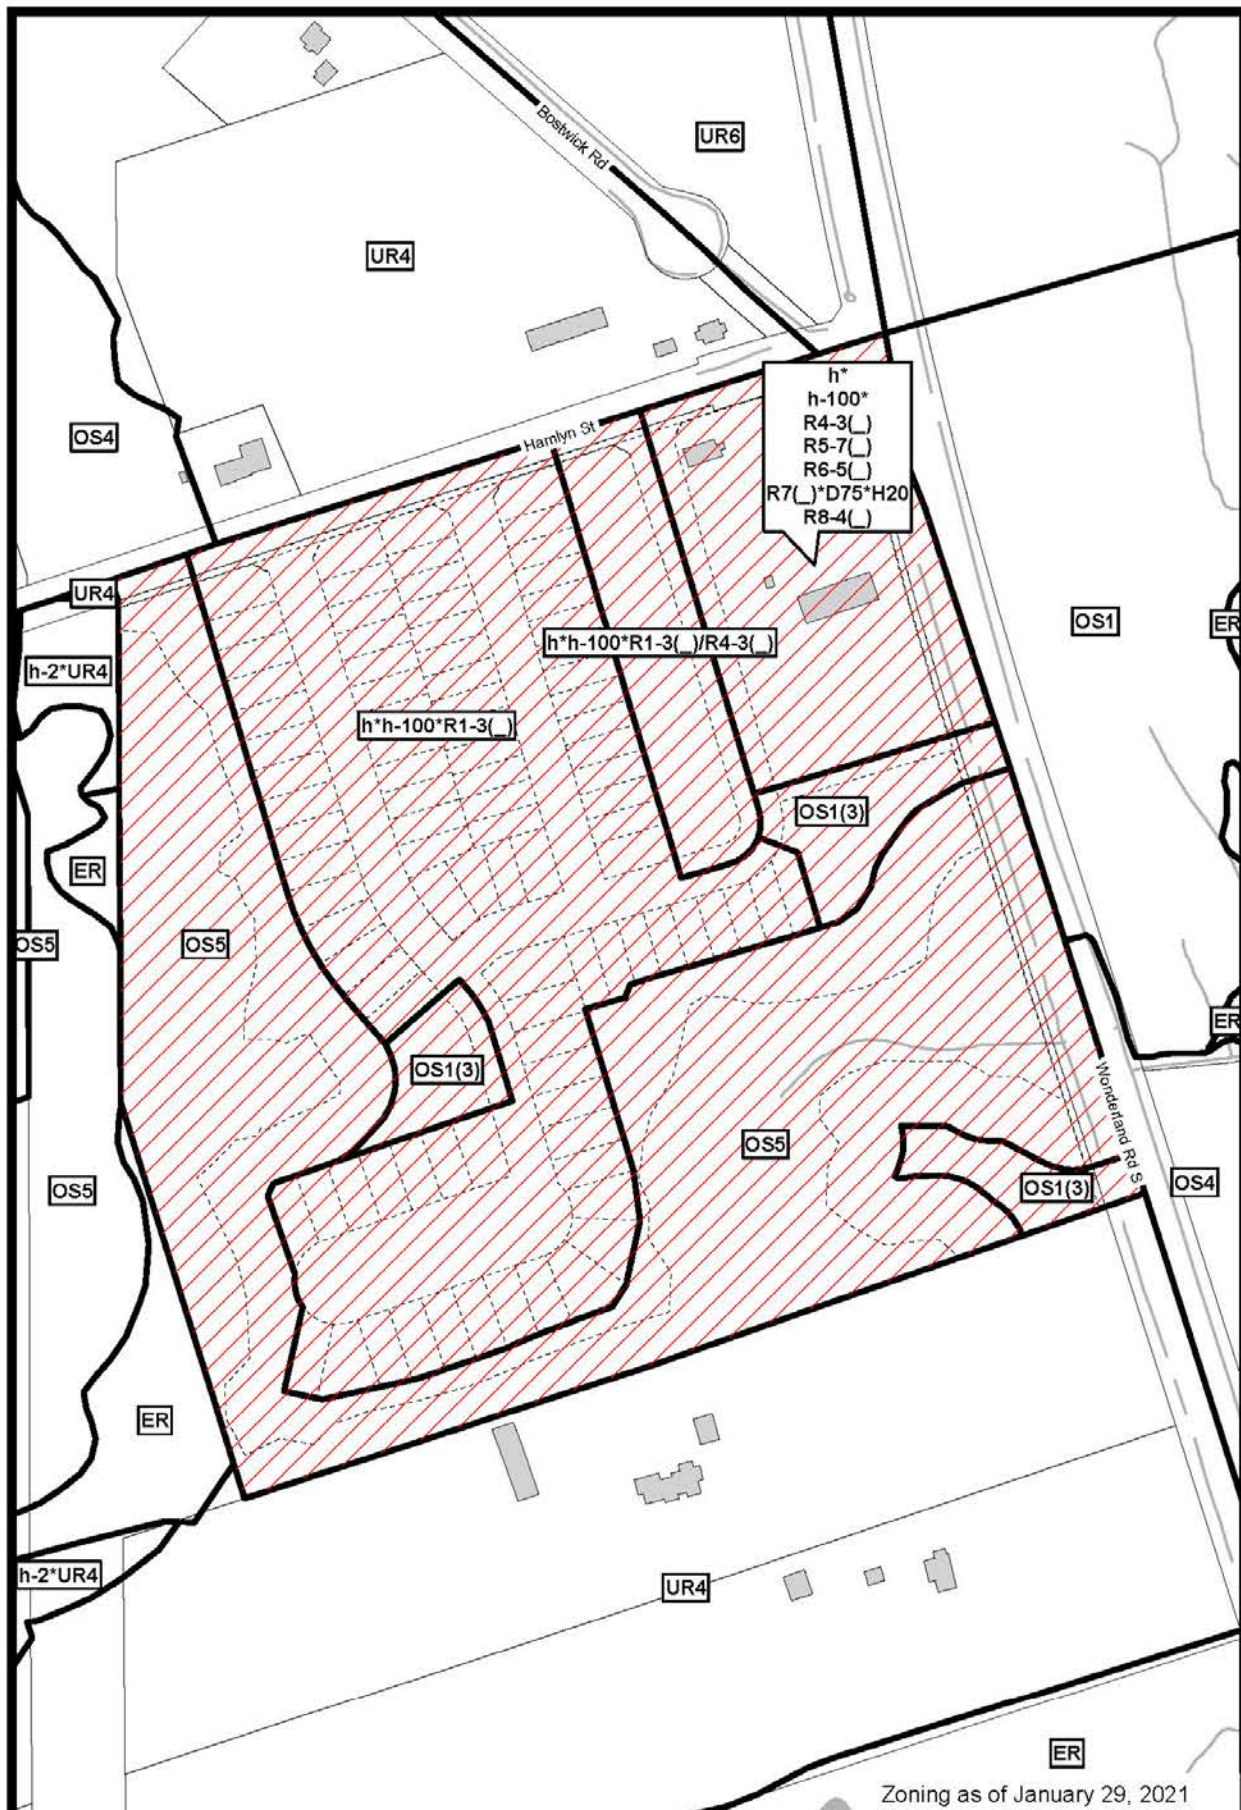 Bostwick Rd
UR6
UR4
OS4
Hamlyn St
h*
h-100*
R4-3(_)
R5-7(_)
R6-5(_)
R7(_)*D75*H20
R8-4(_)
UR4
OS1
ER
h*h-100*R1-3(_)/R4-3(_)
h-2*UR4
h*h-100*R1-3(_)
OS1(3)
ER
OS5
OS5
ER
OS1(3)
Wonderland Rd S
OS5
OS5
OS1(3)
OS4
ER
h-2*UR4
UR4
ER
Zoning as of January 29, 2021